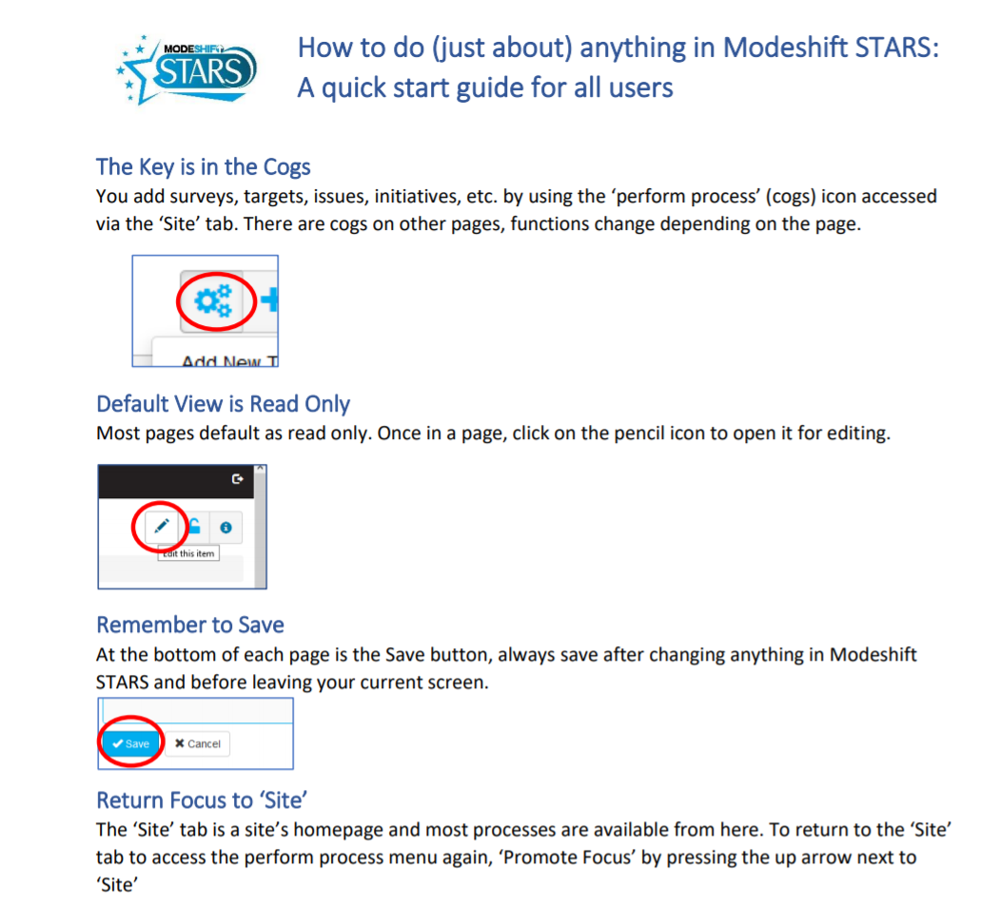 MODESHIFT
STARS
How to do (just about) anything in Modeshift STARS:
A quick start guide for all users
The Key is in the Cogs
You add surveys, targets, issues, initiatives, etc. by using the ‘perform process’ (cogs) icon accessed
via the ‘Site’ tab. There are cogs on other pages, functions change depending on the page.
Add New T
Default View is Read Only
Most pages default as read only. Once in a page, click on the pencil icon to open it for editing.
Edit this item
Remember to Save
At the bottom of each page is the Save button, always save after changing anything in Modeshift
STARS and before leaving your current screen.
Save Cancel
Return Focus to ‘Site’
The ‘Site’ tab is a site’s homepage and most processes are available from here. To return to the ‘Site’
tab to access the perform process menu again, ‘Promote Focus’ by pressing the up arrow next to
‘Site’